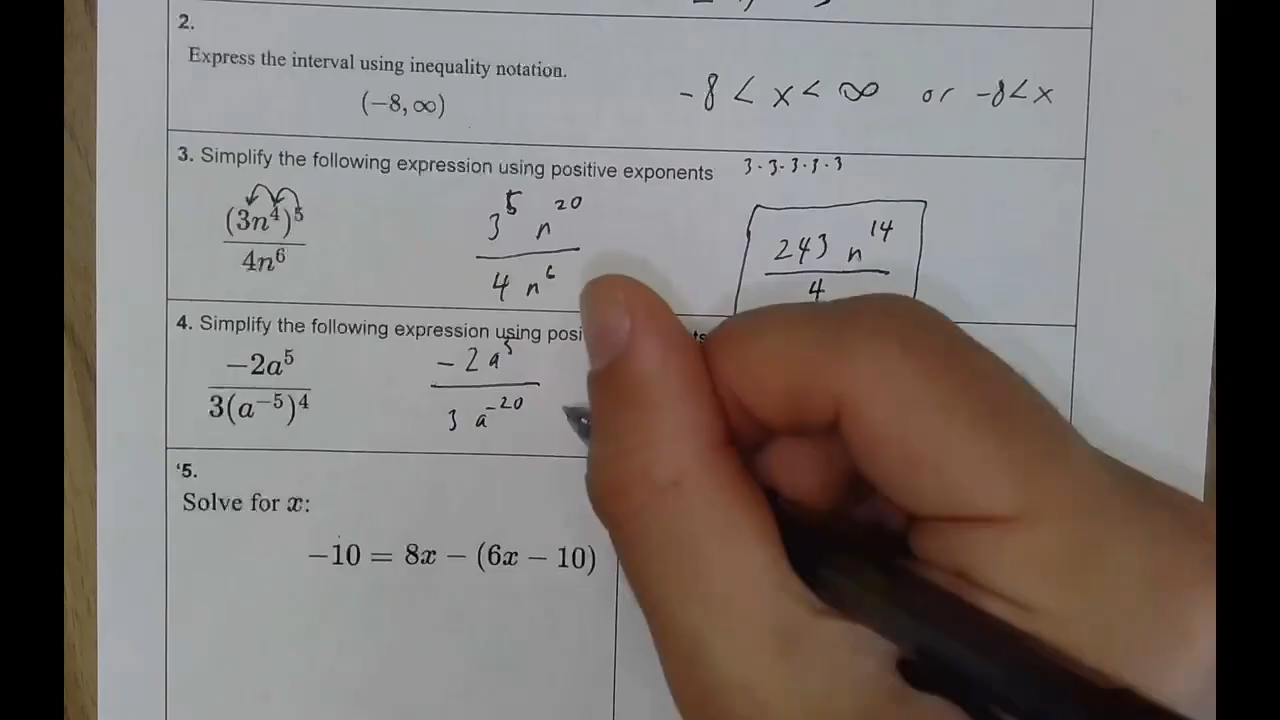 2.
Express the interval using inequality notation.
(−8, ∞)
-8 < x < ∞ or -8 < x
3. Simplify the following expression using positive exponents
3·3·3·3·3
(3n⁴)⁵
4n⁶
3⁵ n²⁰
4 n⁶
243 n¹⁴
4
4. Simplify the following expression using posi ts
−2a⁵
3(a⁻⁵)⁴
-2 a⁵
3 a⁻²⁰
'5.
Solve for x:
−10 = 8x − (6x − 10)